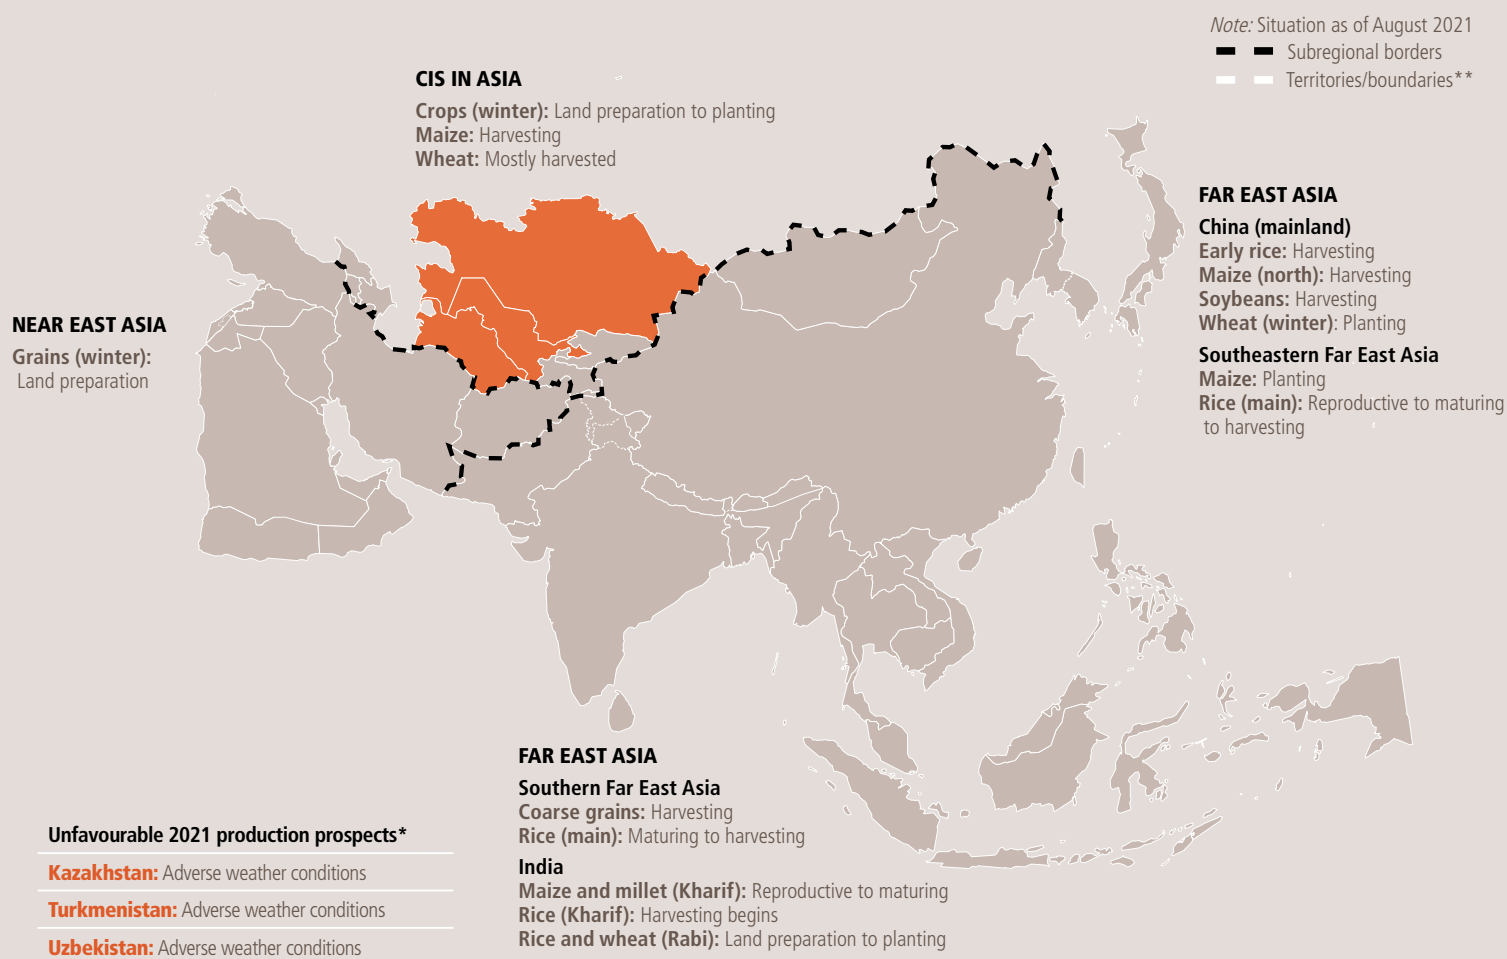 Note: Situation as of August 2021
Subregional borders
Territories/boundaries**
CIS IN ASIA
Crops (winter): Land preparation to planting
Maize: Harvesting
Wheat: Mostly harvested
FAR EAST ASIA
China (mainland)
Early rice: Harvesting
Maize (north): Harvesting
Soybeans: Harvesting
Wheat (winter): Planting
Southeastern Far East Asia
Maize: Planting
Rice (main): Reproductive to maturing
to harvesting
NEAR EAST ASIA
Grains (winter):
Land preparation
FAR EAST ASIA
Southern Far East Asia
Coarse grains: Harvesting
Rice (main): Maturing to harvesting
India
Maize and millet (Kharif): Reproductive to maturing
Rice (Kharif): Harvesting begins
Rice and wheat (Rabi): Land preparation to planting
Unfavourable 2021 production prospects*
Kazakhstan: Adverse weather conditions
Turkmenistan: Adverse weather conditions
Uzbekistan: Adverse weather conditions